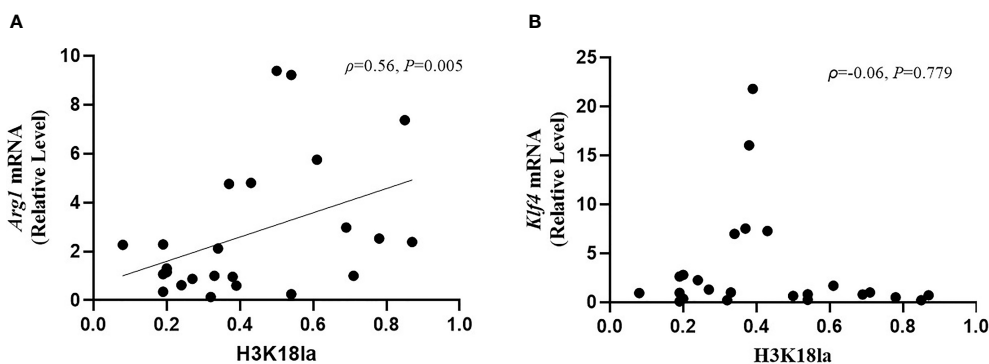 A
Arg1 mRNA
(Relative Level)
10
8
6
4
2
0
ρ=0.56, P=0.005
0.0 0.2 0.4 0.6 0.8 1.0
H3K18la
B
Klf4 mRNA
(Relative Level)
25
20
15
10
5
0
ρ=-0.06, P=0.779
0.0 0.2 0.4 0.6 0.8 1.0
H3K18la